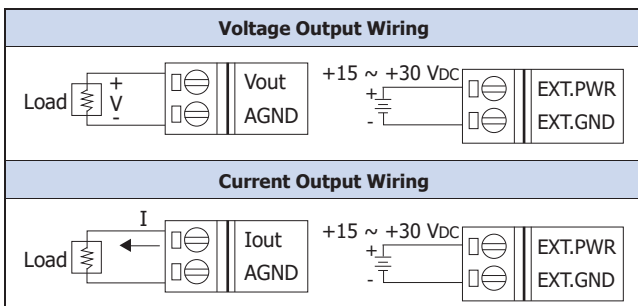 Voltage Output Wiring
Load
+
V
-
Vout
AGND
+15 ~ +30 VDC
+
-
EXT.PWR
EXT.GND
Current Output Wiring
I
Load
Iout
AGND
+15 ~ +30 VDC
+
-
EXT.PWR
EXT.GND